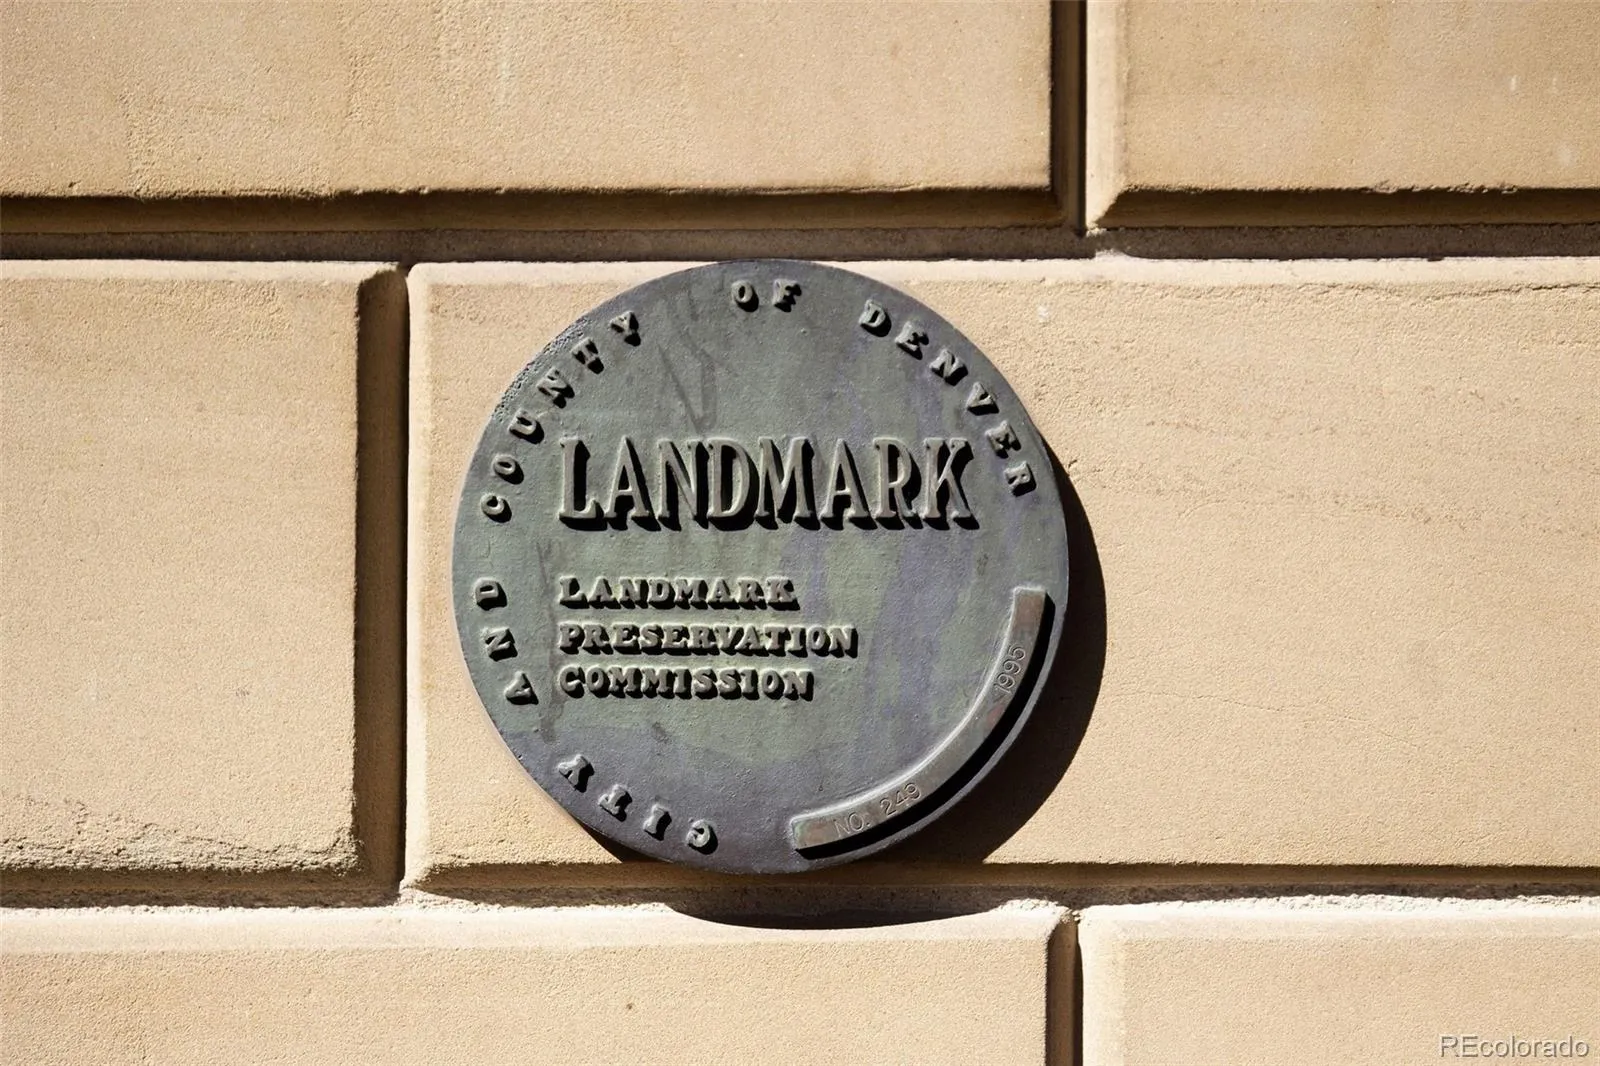 CITY AND COUNTY OF DENVER
LANDMARK
LANDMARK
PRESERVATION
COMMISSION
NO. 249 1995
REcolorado